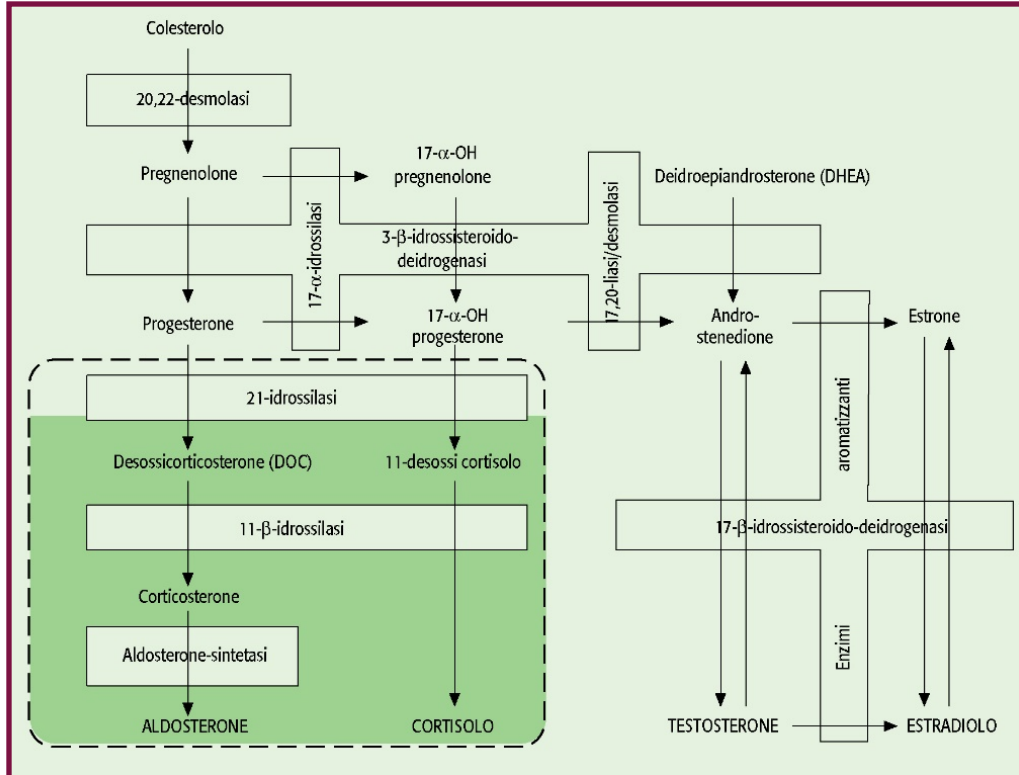 Colesterolo
20,22-desmolasi
Pregnenolone
17-α-OH
pregnenolone
Deidroepiandrosterone (DHEA)
17-α-idrossilasi
3-β-idrossisteroido-
deidrogenasi
17,20-liasi/desmolasi
Progesterone
17-α-OH
progesterone
Andro-
stenedione
Estrone
21-idrossilasi
aromatizzanti
Desossicorticosterone (DOC)
11-desossi cortisolo
11-β-idrossilasi
17-β-idrossisteroido-deidrogenasi
Corticosterone
Enzimi
Aldosterone-sintetasi
ALDOSTERONE
CORTISOLO
TESTOSTERONE
ESTRADIOLO